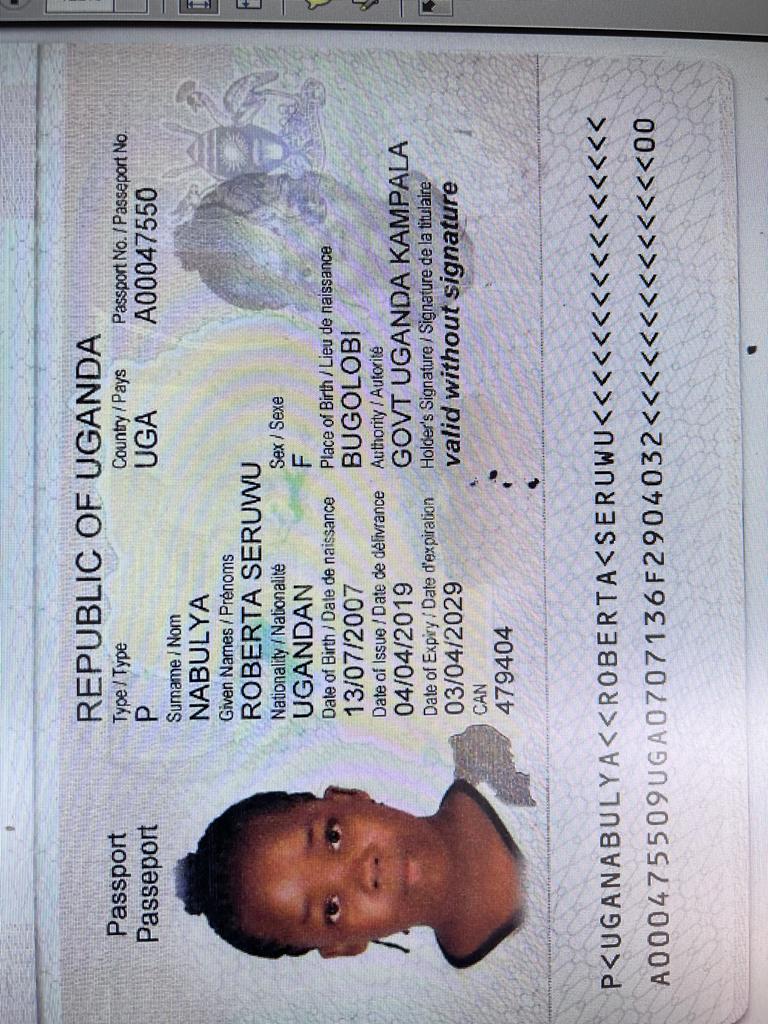 REPUBLIC OF UGANDA
Passport
Passeport
Type / Type
P
Country / Pays
UGA
Passport No. / Passeport No.
A00047550
Surname / Nom
NABULYA
Given Names / Prénoms
ROBERTA SERUWU
Nationality / Nationalité
UGANDAN
Sex / Sexe
F
Date of Birth / Date de naissance
13/07/2007
Place of Birth / Lieu de naissance
BUGOLOBI
Date of Issue / Date de délivrance
04/04/2019
Authority / Autorité
GOVT UGANDA KAMPALA
Date of Expiry / Date d'expiration
03/04/2029
Holder's Signature / Signature de la titulaire
valid without signature
CAN
479404
P<UGANABULYA<<ROBERTA<SERUWU<<<<<<<<<<<<<<<<
A000475509UGA0707136F2904032<<<<<<<<<<<<<<00